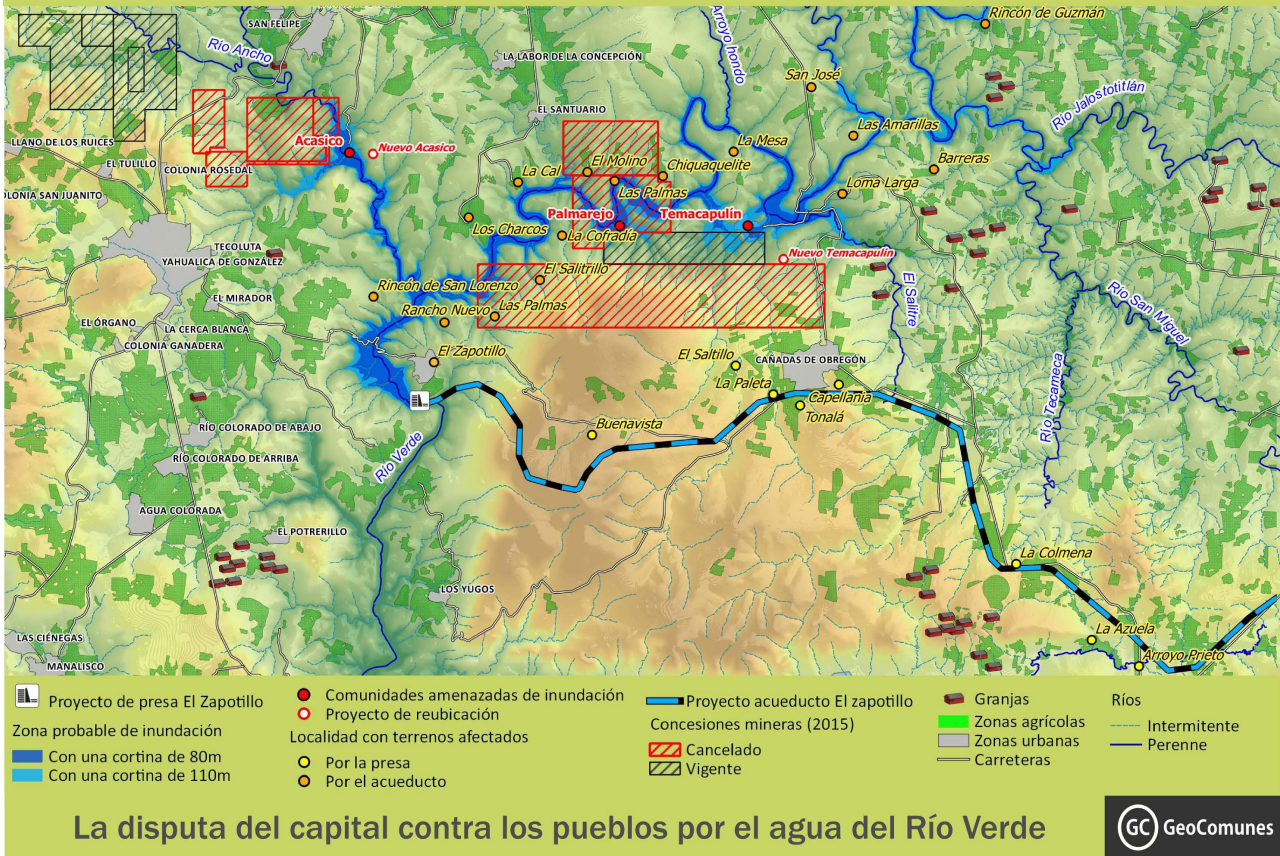 SAN FELIPE
Rincón de Guzmán
Río Ancho
Arroyo hondo
LA LABOR DE LA CONCEPCIÓN
San José
Río Jalostotitlán
EL SANTUARIO
LLANO DE LOS RUICES
Acasico
Nuevo Acasico
Las Amarillas
La Mesa
EL TULILLO
COLONIA ROSEDAL
La Cal
El Molino
Chiquaquelite
Barreras
OLONIA SAN JUANITO
Las Palmas
Loma Larga
Palmarejo
Temacapulín
Los Charcos
La Cofradía
TECOLUTA
YAHUALICA DE GONZÁLEZ
Nuevo Temacapulín
El Salitrillo
EL MIRADOR
Rincón de San Lorenzo
Rancho Nuevo
Las Palmas
El Salitre
Río San Miguel
EL ÓRGANO
LA CERCA BLANCA
COLONIA GANADERA
El Zapotillo
El Saltillo
CAÑADAS DE OBREGÓN
La Paleta
Capellania
Tonalá
Río Tecameca
RÍO COLORADO DE ABAJO
Buenavista
Río Verde
RÍO COLORADO DE ARRIBA
AGUA COLORADA
EL POTRERILLO
La Colmena
LOS YUGOS
LAS CIÉNEGAS
La Azuela
MANALISCO
Arroyo Prieto
Proyecto de presa El Zapotillo
Zona probable de inundación
Con una cortina de 80m
Con una cortina de 110m
Comunidades amenazadas de inundación
Proyecto de reubicación
Localidad con terrenos afectados
Por la presa
Por el acueducto
Proyecto acueducto El zapotillo
Concesiones mineras (2015)
Cancelado
Vigente
Granjas
Zonas agrícolas
Zonas urbanas
Carreteras
Ríos
Intermitente
Perenne
La disputa del capital contra los pueblos por el agua del Río Verde
GC GeoComunes